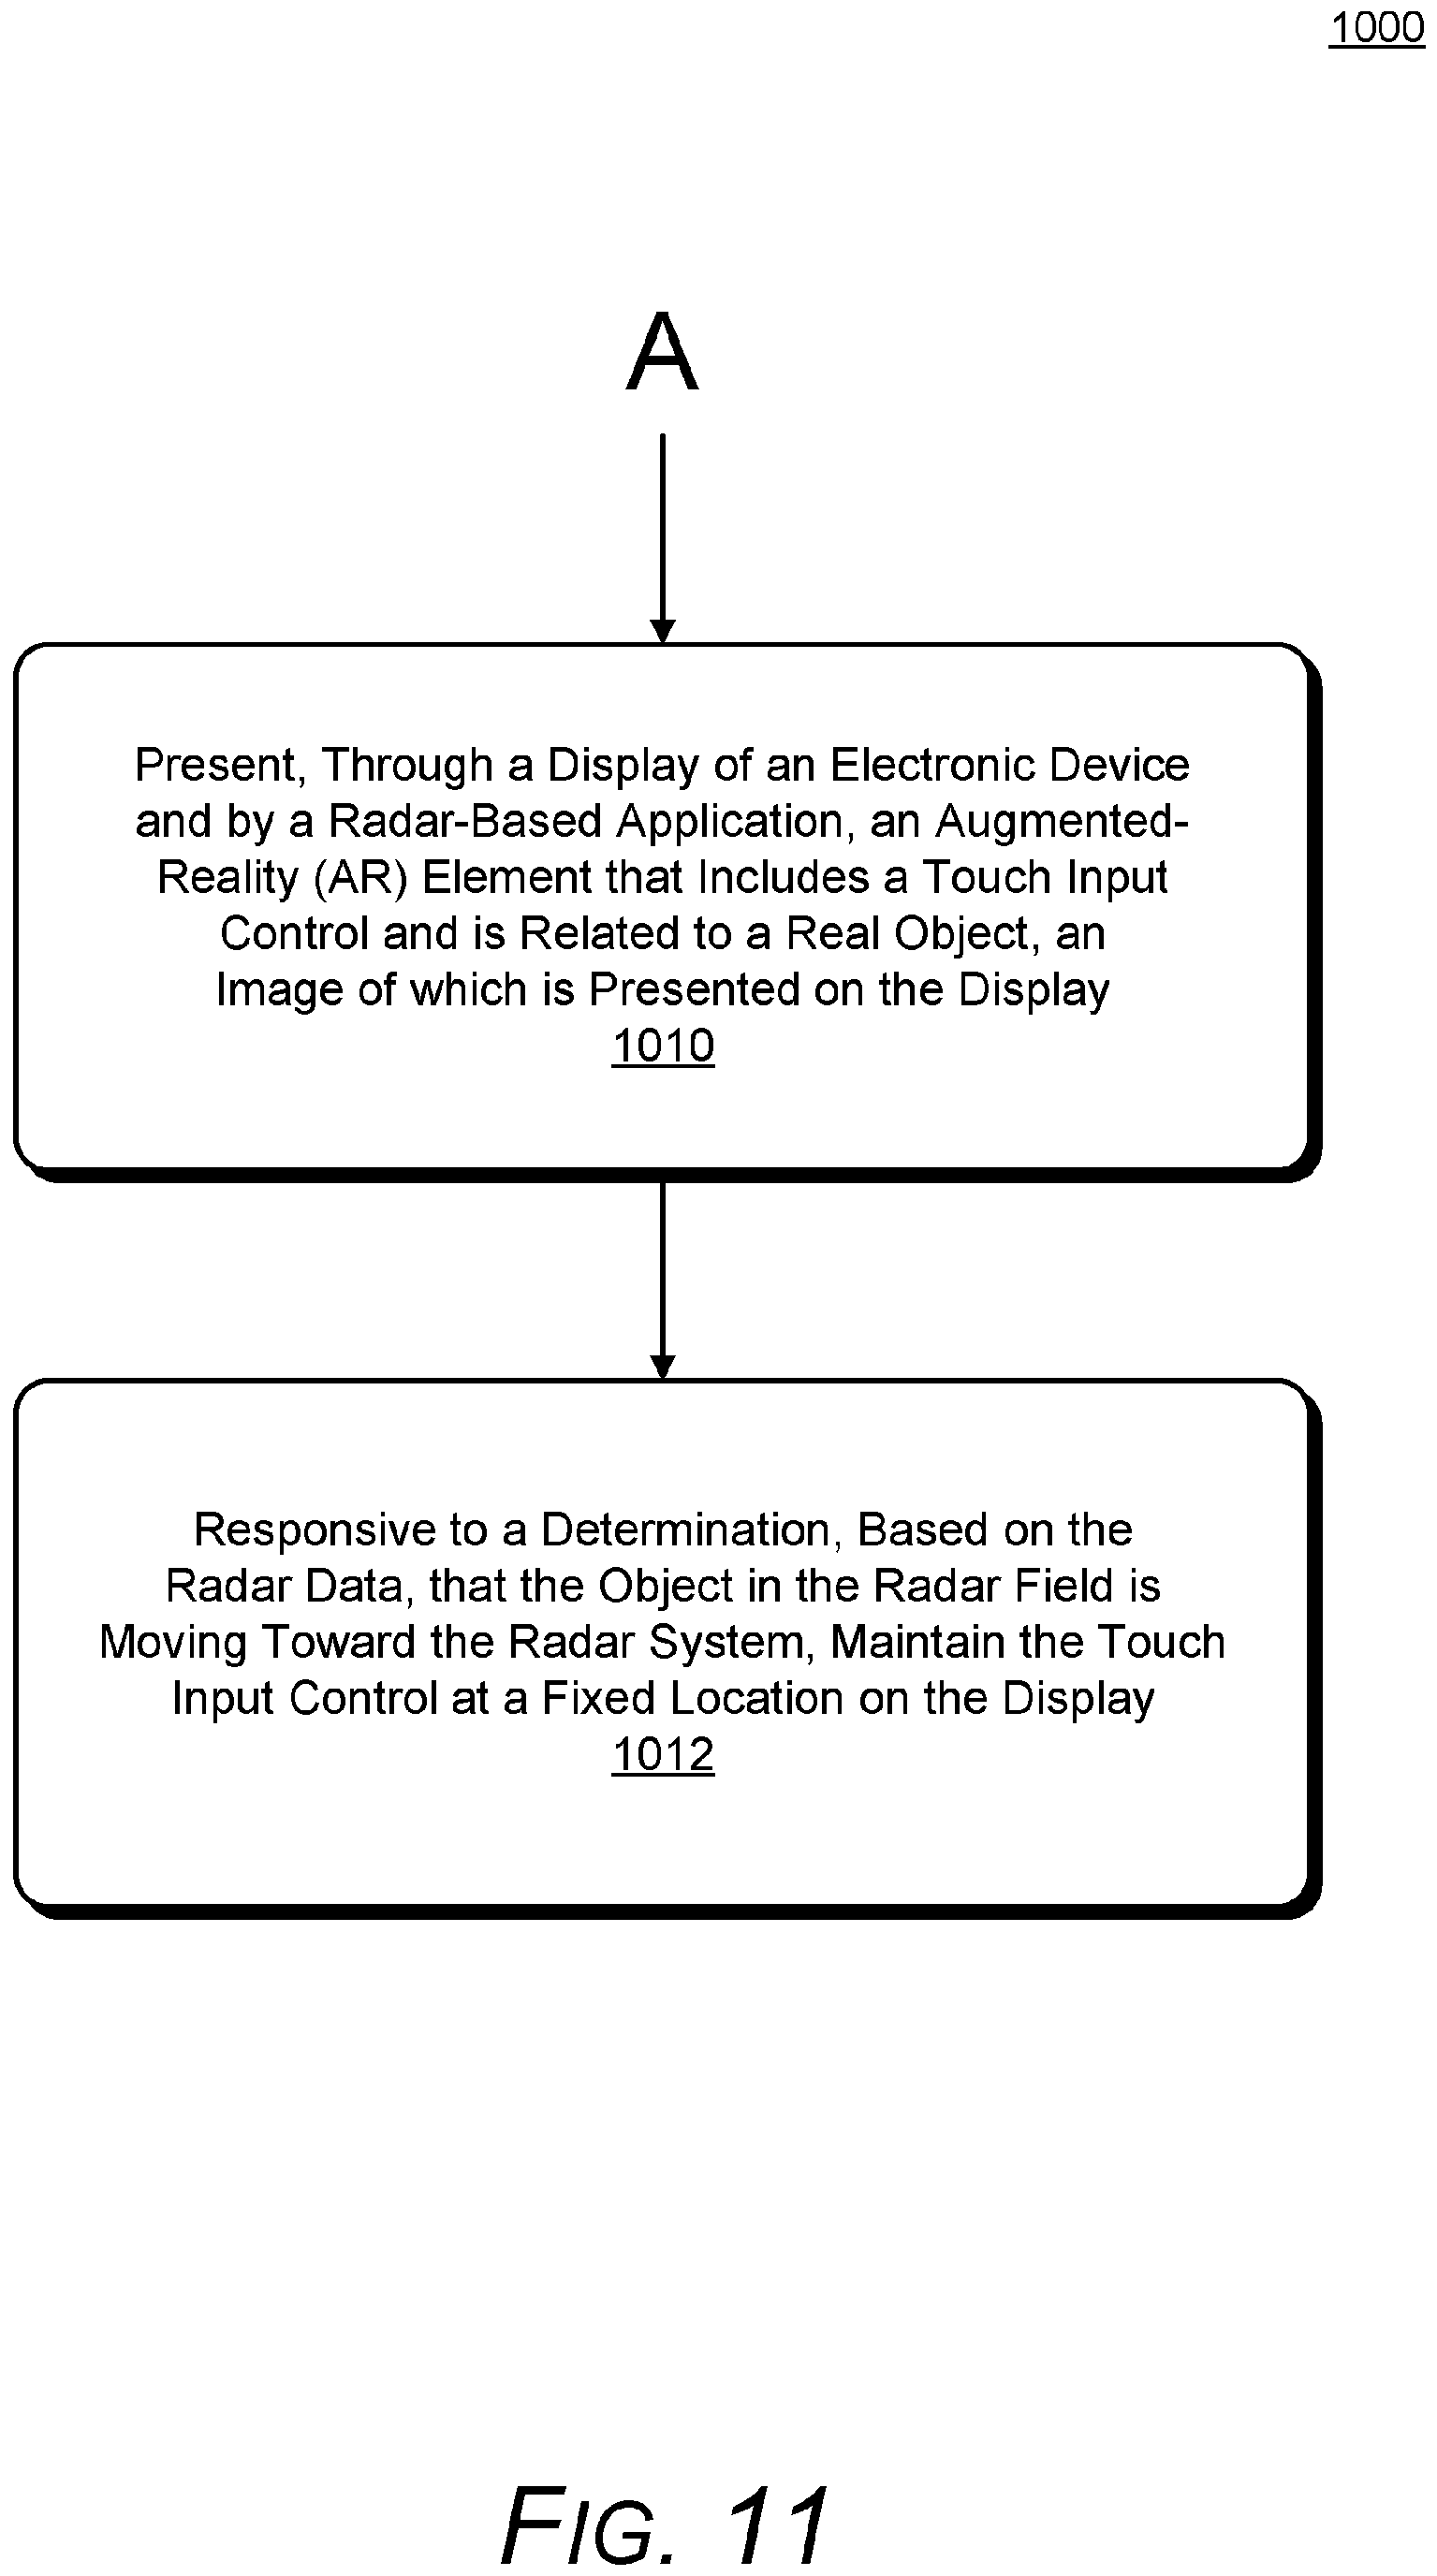 1000
A
Present, Through a Display of an Electronic Device
and by a Radar-Based Application, an Augmented-
Reality (AR) Element that Includes a Touch Input
Control and is Related to a Real Object, an
Image of which is Presented on the Display
1010
Responsive to a Determination, Based on the
Radar Data, that the Object in the Radar Field is
Moving Toward the Radar System, Maintain the Touch
Input Control at a Fixed Location on the Display
1012
FIG. 11